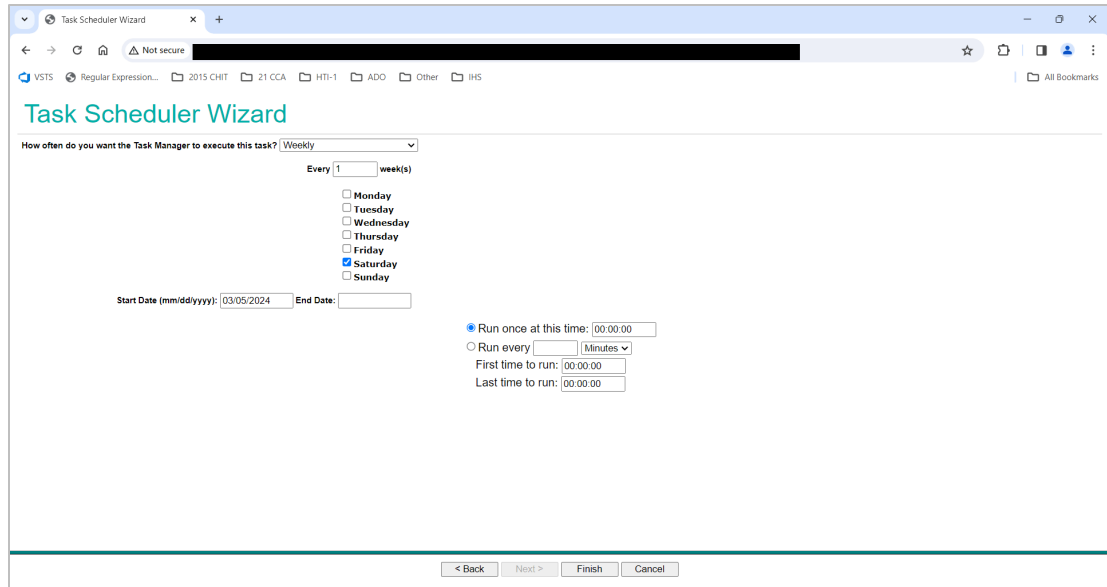 Task Scheduler Wizard
Not secure
VSTS Regular Expression... 2015 CHIT 21 CCA HTI-1 ADO Other IHS All Bookmarks
Task Scheduler Wizard
How often do you want the Task Manager to execute this task? Weekly
Every 1 week(s)
Monday
Tuesday
Wednesday
Thursday
Friday
Saturday
Sunday
Start Date (mm/dd/yyyy): 03/05/2024 End Date:
Run once at this time: 00:00:00
Run every Minutes
First time to run: 00:00:00
Last time to run: 00:00:00
< Back Next > Finish Cancel